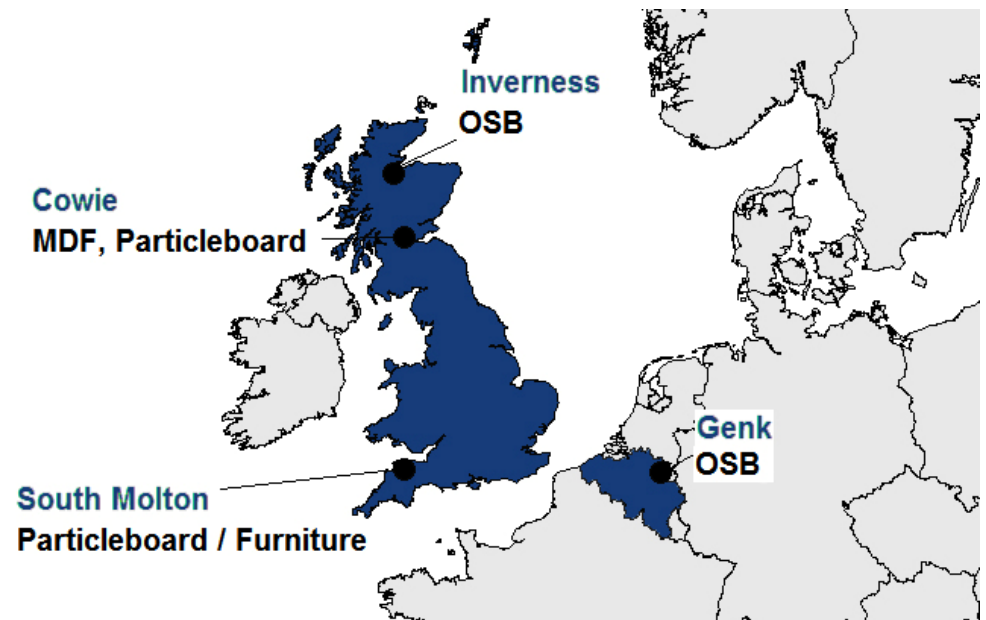 Inverness
OSB
Cowie
MDF, Particleboard
Genk
OSB
South Molton
Particleboard / Furniture